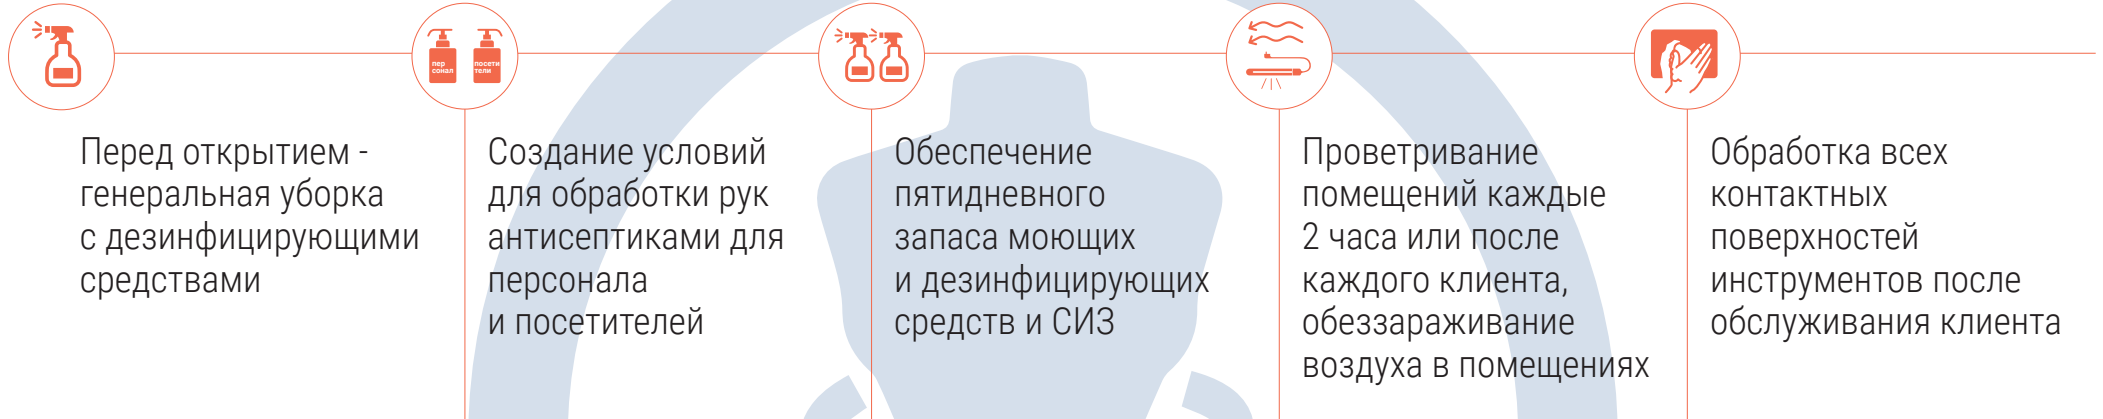 пер
сонал
посети
тели
Перед открытием -
генеральная уборка
с дезинфицирующими
средствами
Создание условий
для обработки рук
антисептиками для
персонала
и посетителей
Обеспечение
пятидневного
запаса моющих
и дезинфицирующих
средств и СИЗ
Проветривание
помещений каждые
2 часа или после
каждого клиента,
обеззараживание
воздуха в помещениях
Обработка всех
контактных
поверхностей
инструментов после
обслуживания клиента